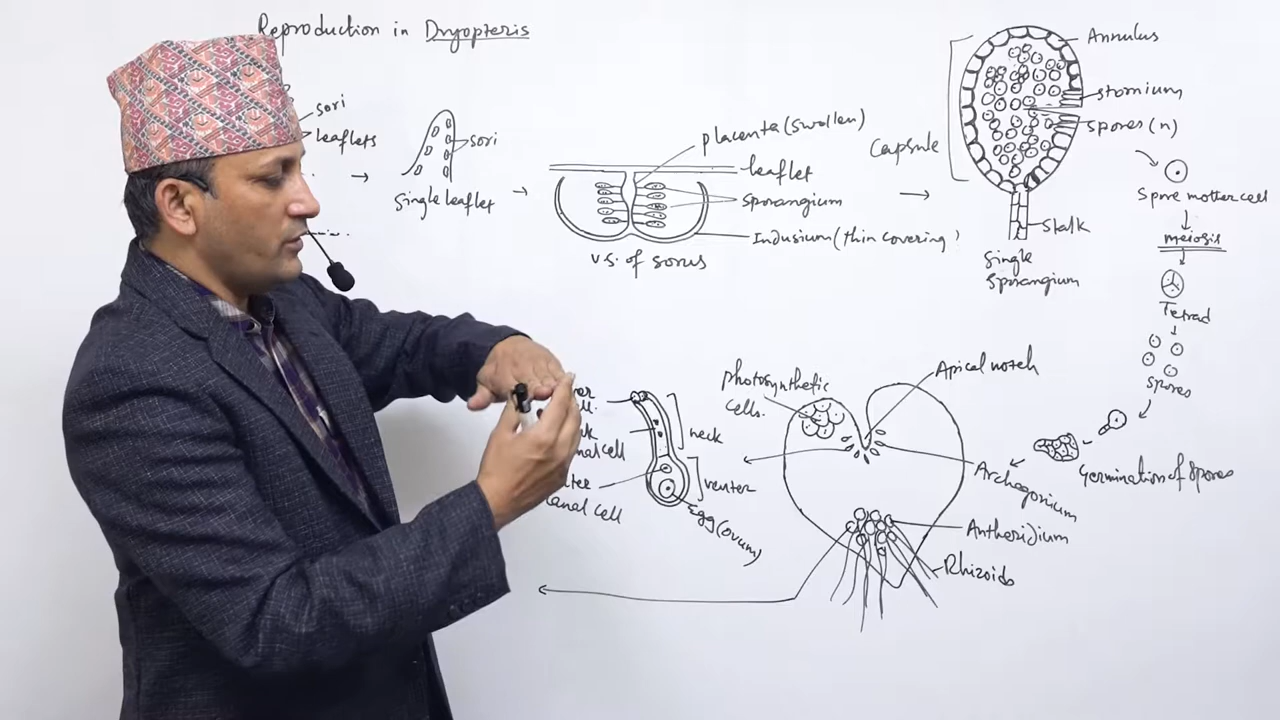 Reproduction in Dryopteris
sori
leaflets
sori
Single leaflet
placenta (swollen)
leaflet
sporangium
Indusium (thin covering)
v.s. of sorus
Capsule
Annulus
stomium
spores (n)
stalk
Single
Sporangium
Spore mother cell
meiosis
Tetrad
spores
Germination of spores
Apical notch
photosynthetic
cells.
Archegonium
Antheridium
Rhizoids
neck
venter
canal cell
Egg (ovum)